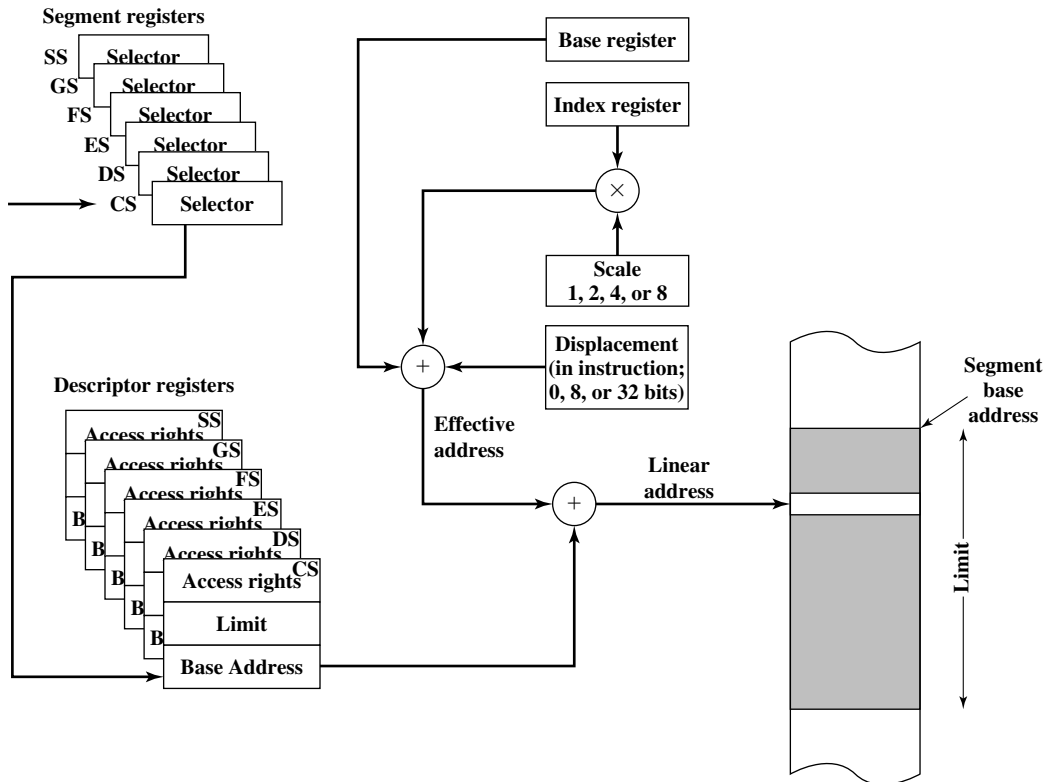 Segment registers
SS
Selector
GS
Selector
FS
Selector
ES
Selector
DS
Selector
CS
Selector
Base register
Index register
×
Scale
1, 2, 4, or 8
Displacement
(in instruction;
0, 8, or 32 bits)
+
Effective
address
+
Linear
address
Segment
base
address
Limit
Descriptor registers
SS
Access rights
GS
Access rights
FS
Access rights
ES
Access rights
DS
Access rights
CS
Access rights
Limit
Base Address
B
B
B
B
B